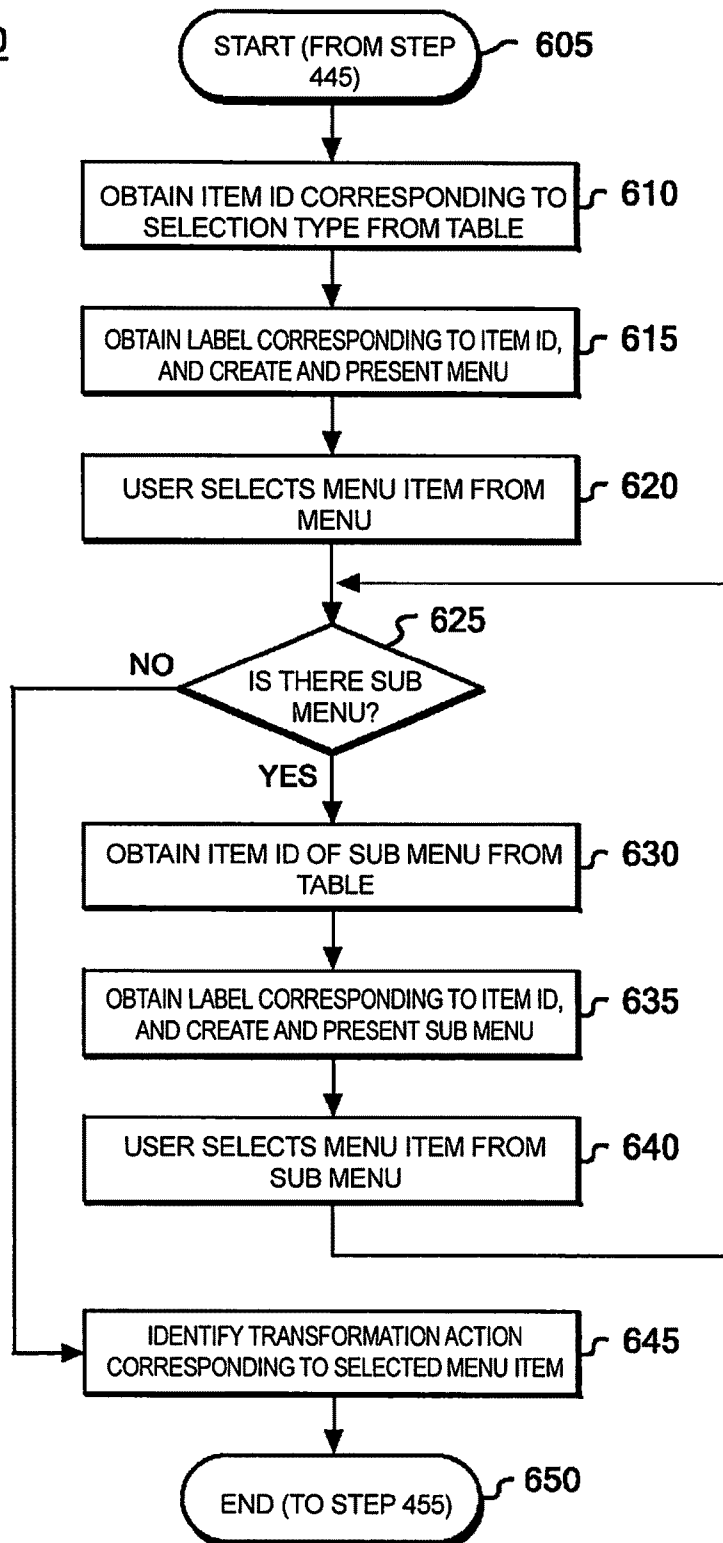 START (FROM STEP
445)
605
OBTAIN ITEM ID CORRESPONDING TO
SELECTION TYPE FROM TABLE
610
OBTAIN LABEL CORRESPONDING TO ITEM ID,
AND CREATE AND PRESENT MENU
615
USER SELECTS MENU ITEM FROM
MENU
620
625
NO
IS THERE SUB
MENU?
YES
OBTAIN ITEM ID OF SUB MENU FROM
TABLE
630
OBTAIN LABEL CORRESPONDING TO ITEM ID,
AND CREATE AND PRESENT SUB MENU
635
USER SELECTS MENU ITEM FROM
SUB MENU
640
IDENTIFY TRANSFORMATION ACTION
CORRESPONDING TO SELECTED MENU ITEM
645
END (TO STEP 455)
650